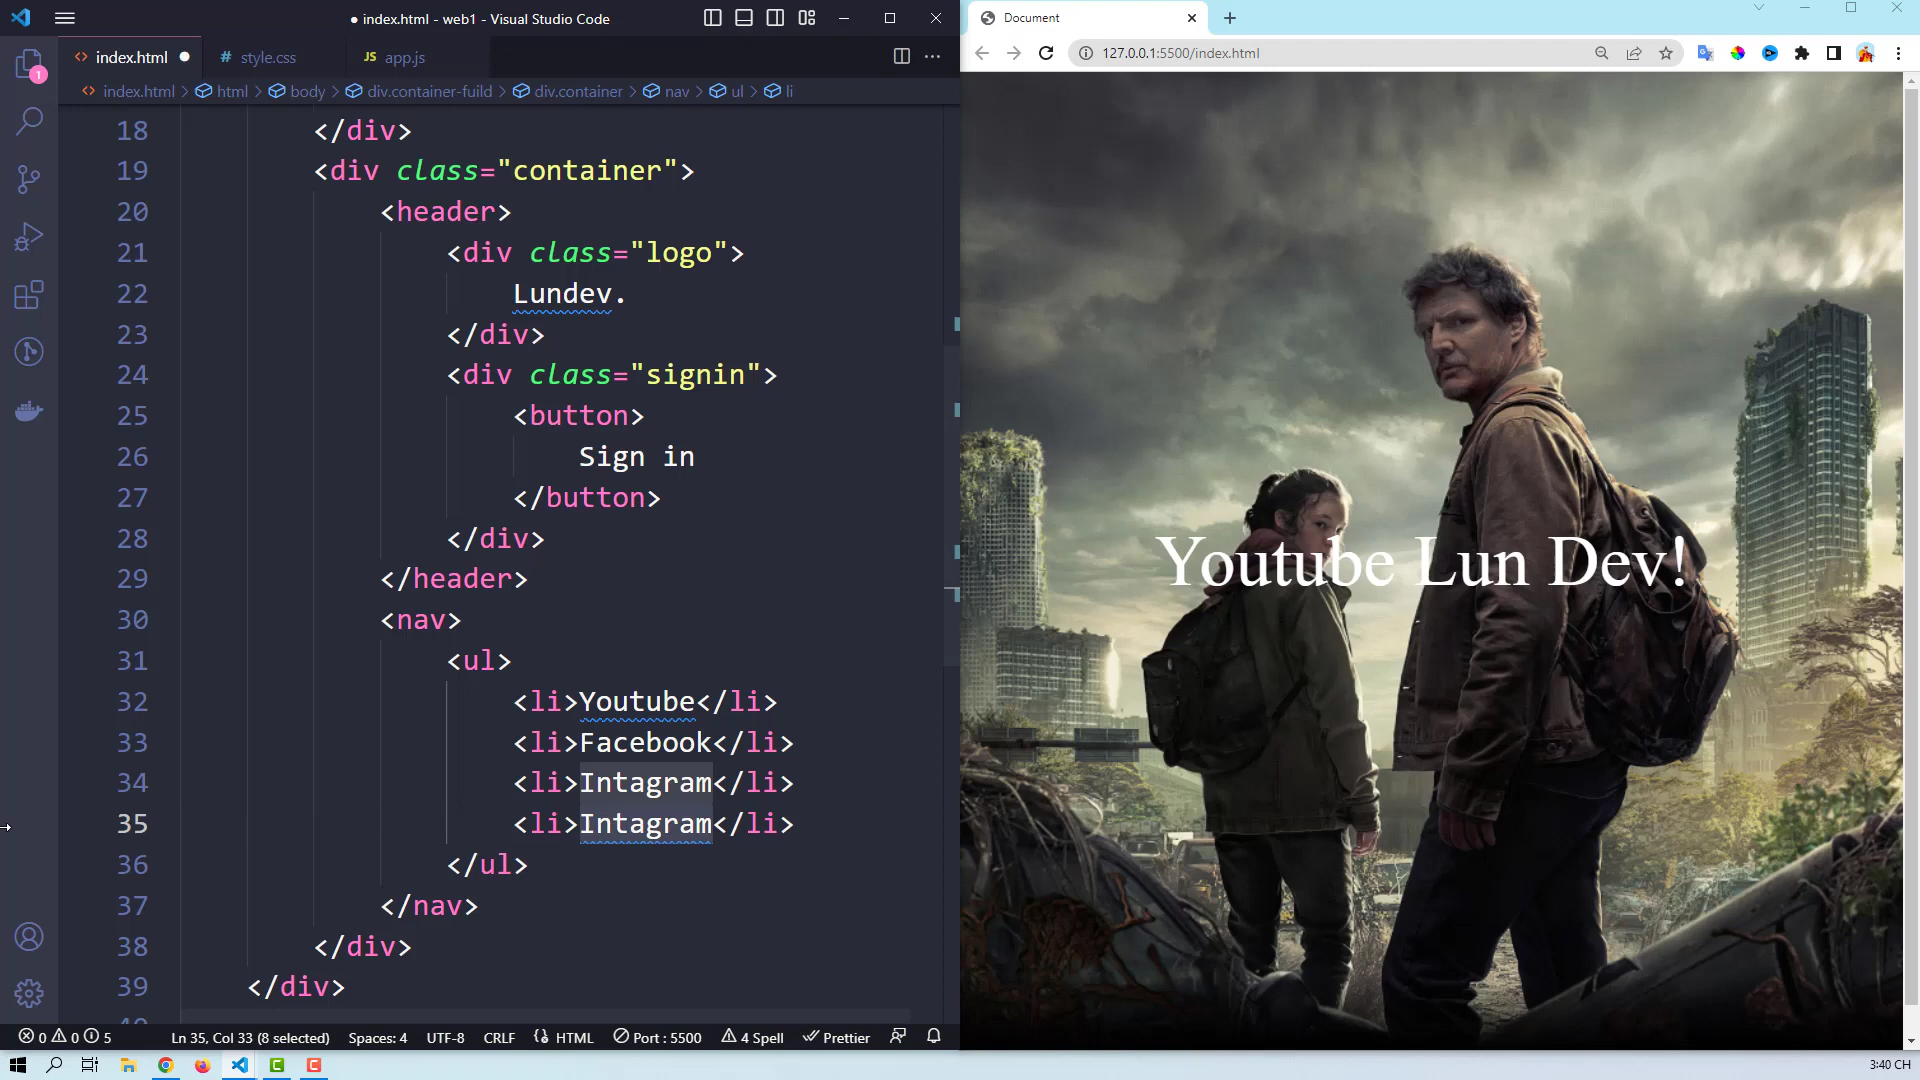 ● index.html - web1 - Visual Studio Code
index.html ● # style.css JS app.js
index.html > html > body > div.container-fuild > div.container > nav > ul > li
1
18 </div>
19 <div class="container">
20 <header>
21 <div class="logo">
22 Lundev.
23 </div>
24 <div class="signin">
25 <button>
26 Sign in
27 </button>
28 </div>
29 </header>
30 <nav>
31 <ul>
32 <li>Youtube</li>
33 <li>Facebook</li>
34 <li>Intagram</li>
35 <li>Intagram</li>
36 </ul>
37 </nav>
38 </div>
39 </div>
0 0 5 Ln 35, Col 33 (8 selected) Spaces: 4 UTF-8 CRLF HTML Port : 5500 4 Spell Prettier
Document
127.0.0.1:5500/index.html
Youtube Lun Dev!
3:40 CH